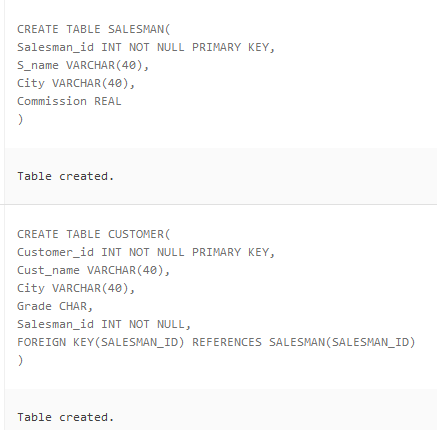 CREATE TABLE SALESMAN(
Salesman_id INT NOT NULL PRIMARY KEY,
S_name VARCHAR(40),
City VARCHAR(40),
Commission REAL
)
Table created.
CREATE TABLE CUSTOMER(
Customer_id INT NOT NULL PRIMARY KEY,
Cust_name VARCHAR(40),
City VARCHAR(40),
Grade CHAR,
Salesman_id INT NOT NULL,
FOREIGN KEY(SALESMAN_ID) REFERENCES SALESMAN(SALESMAN_ID)
)
Table created.